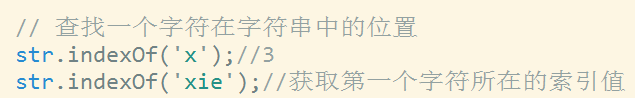 // 查找一个字符在字符串中的位置
str.indexOf('x');//3
str.indexOf('xie');//获取第一个字符所在的索引值